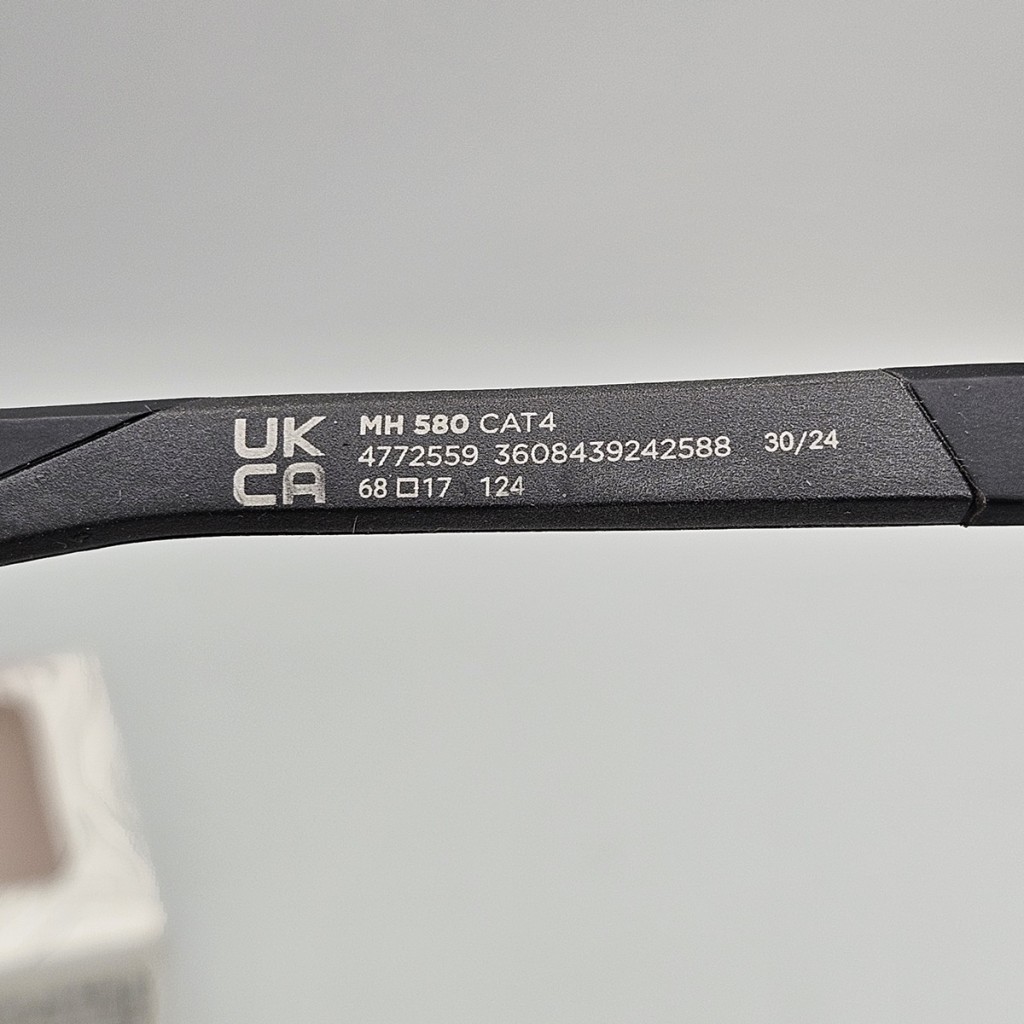 UK
CA
MH 580 CAT4
4772559 3608439242588 30/24
68□17 124